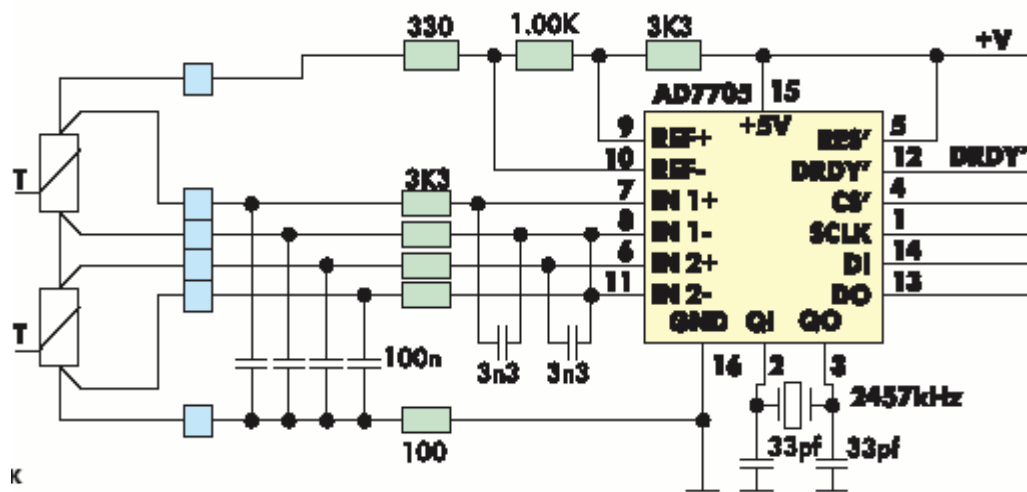 330
1.00K
3K3
+V
AD7705
15
+5V
9
REF+
RES'
5
10
REF-
DRDY'
12
DRDY'
T
3K3
7
IN 1+
CS'
4
8
IN 1-
SCLK
1
6
IN 2+
DI
14
11
IN 2-
DO
13
GND
QI
QO
T
100n
3n3
3n3
16
2
3
2457kHz
100
33pf
33pf
K